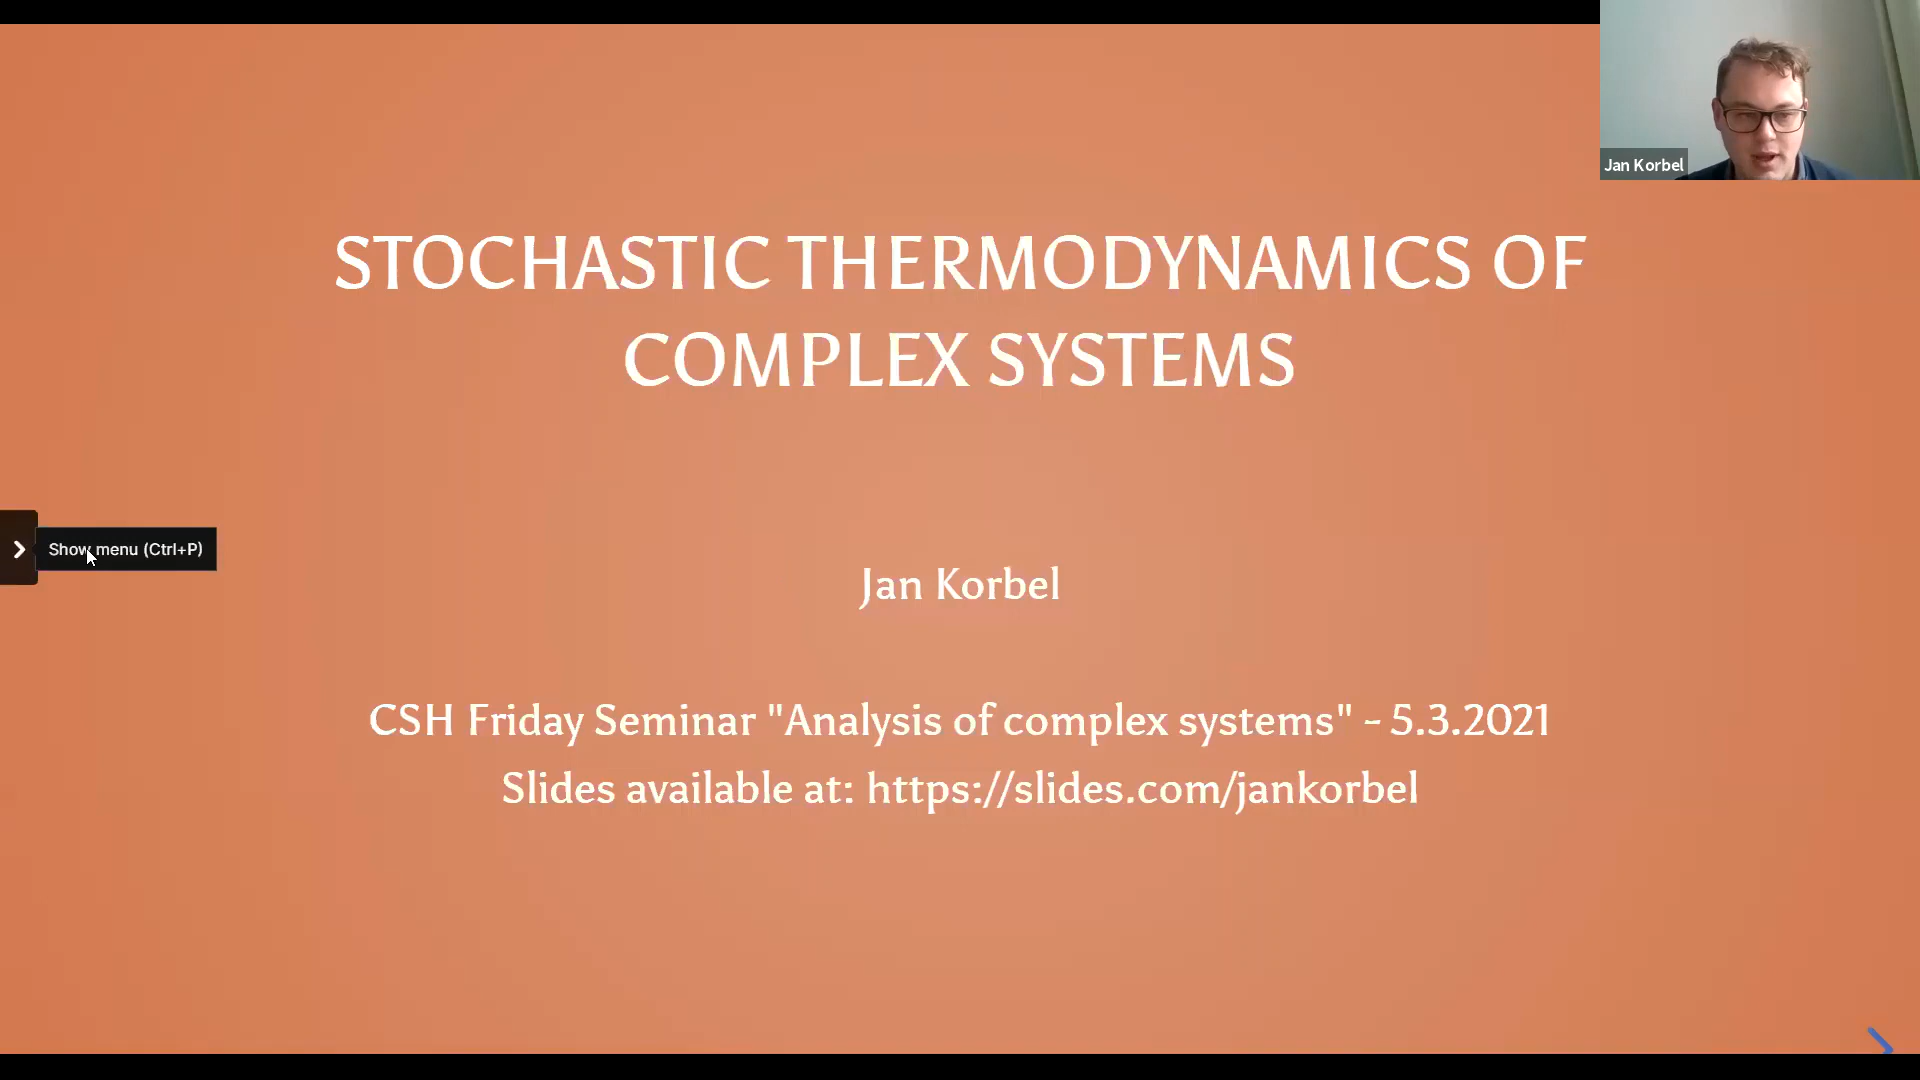 Jan Korbel
STOCHASTIC THERMODYNAMICS OF
COMPLEX SYSTEMS
Show menu (Ctrl+P)
Jan Korbel
CSH Friday Seminar "Analysis of complex systems" - 5.3.2021
Slides available at: https://slides.com/jankorbel